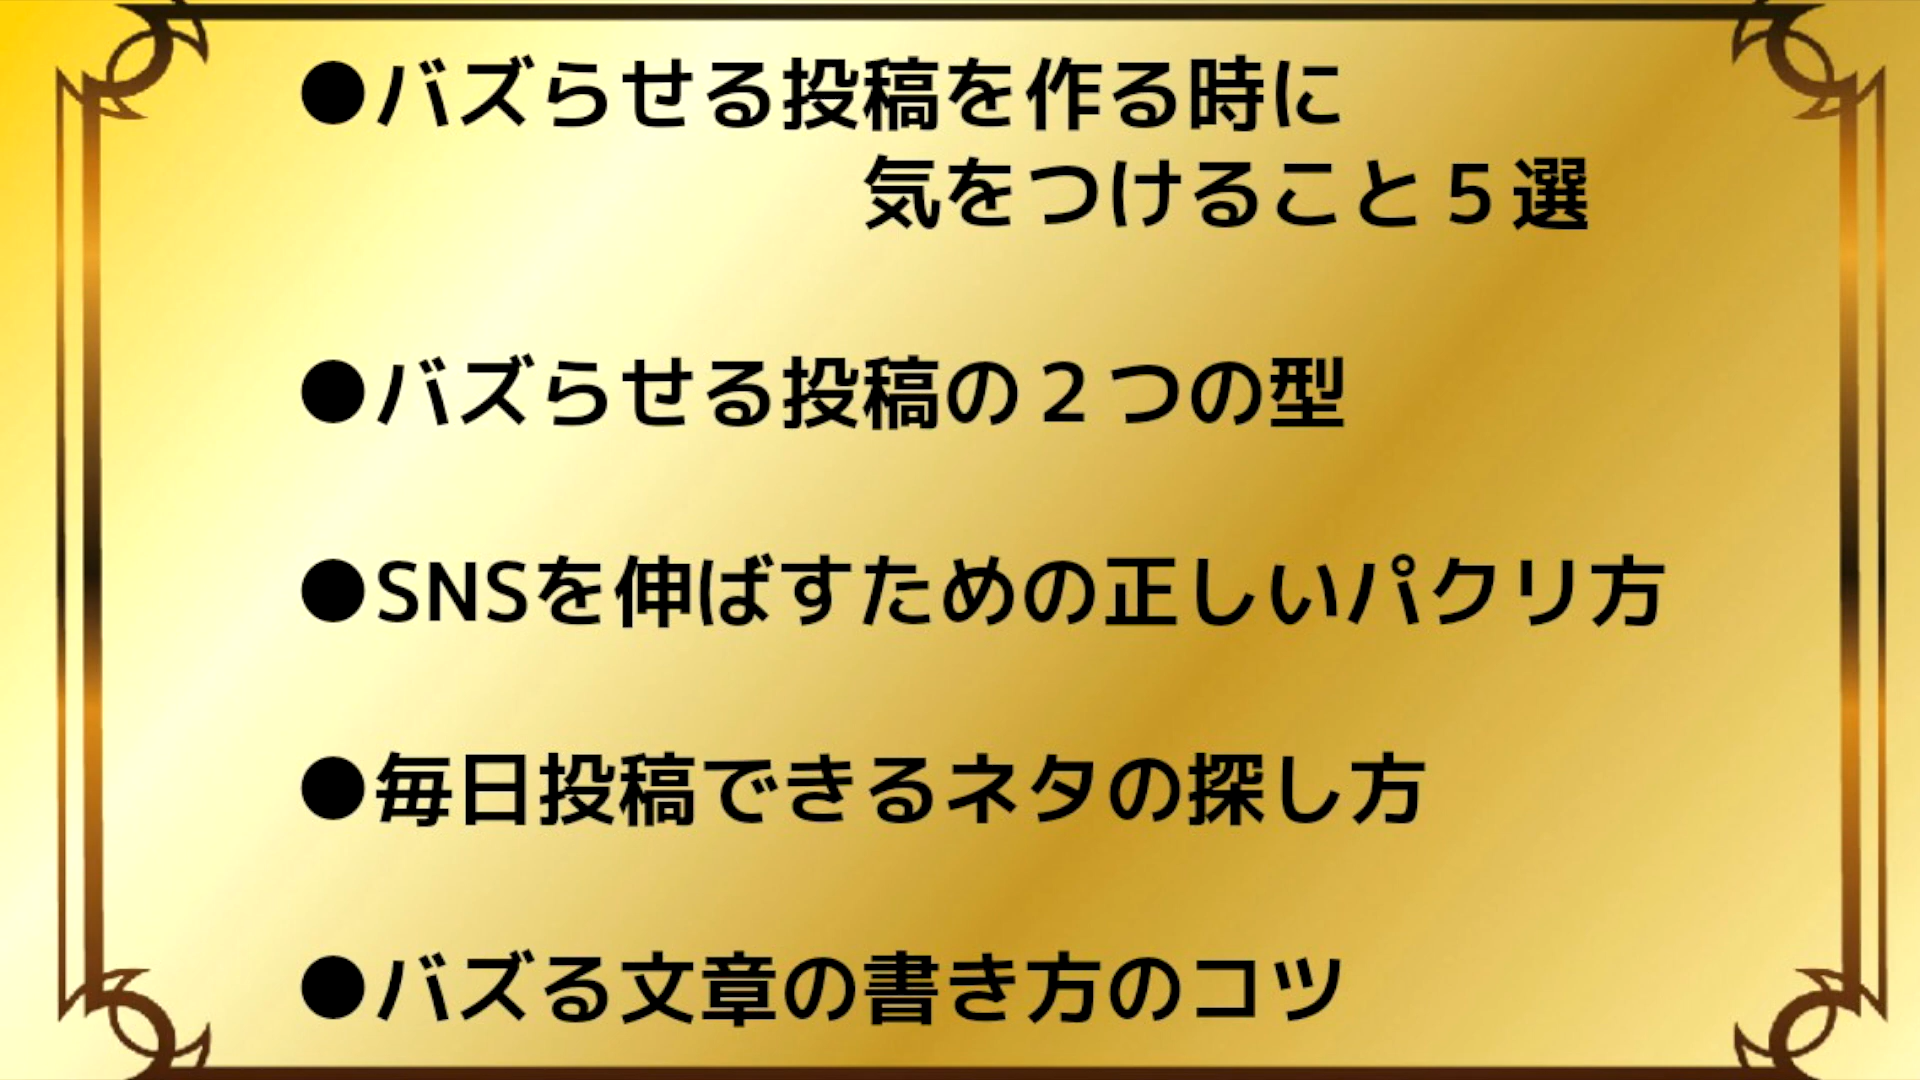 ●バズらせる投稿を作る時に
気をつけること５選
●バズらせる投稿の２つの型
●SNSを伸ばすための正しいパクリ方
●毎日投稿できるネタの探し方
●バズる文章の書き方のコツ